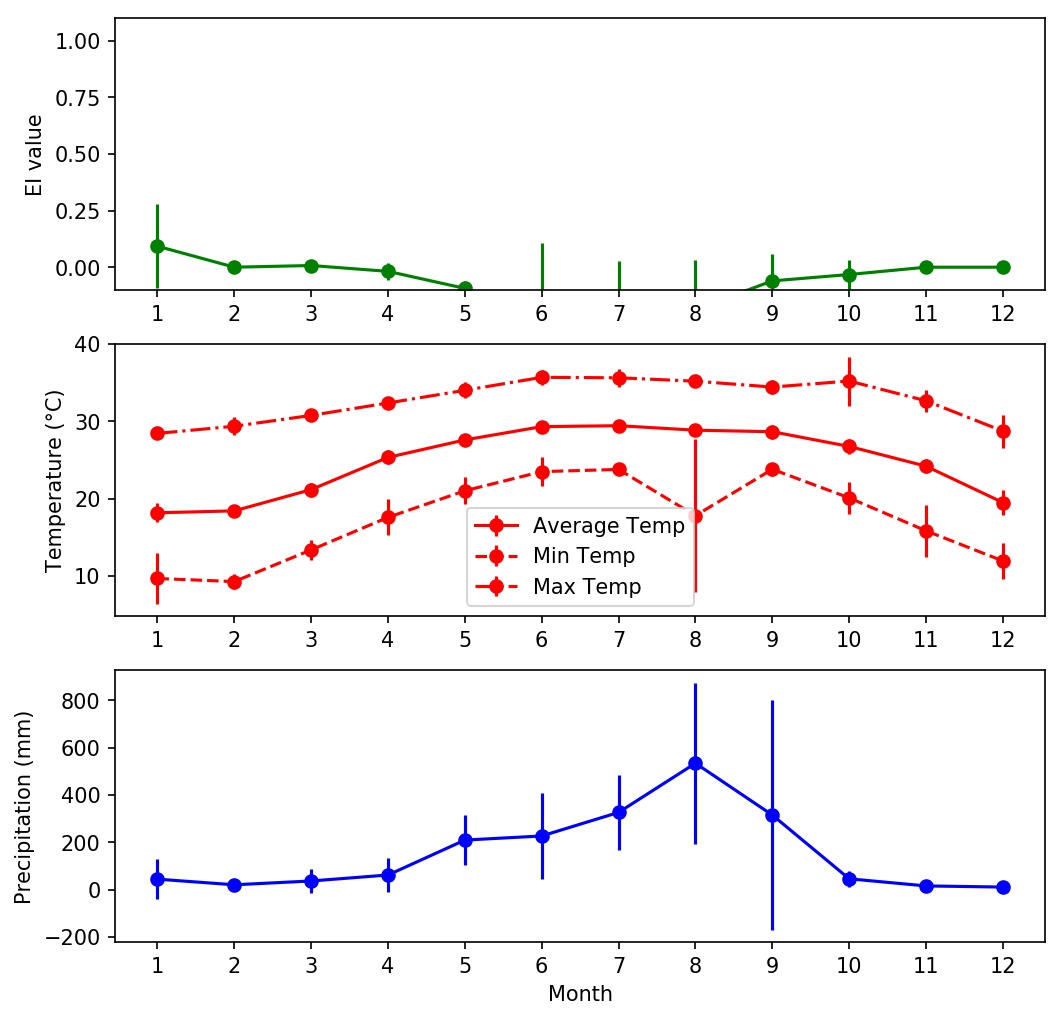 EI value
1.00
0.75
0.50
0.25
0.00
1 2 3 4 5 6 7 8 9 10 11 12
Temperature (°C)
40
30
20
10
Average Temp
Min Temp
Max Temp
1 2 3 4 5 6 7 8 9 10 11 12
Precipitation (mm)
800
600
400
200
0
−200
1 2 3 4 5 6 7 8 9 10 11 12
Month